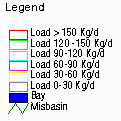 Legend
Load > 150 Kg/d
Load 120-150 Kg/d
Load 90-120 Kg/d
Load 60-90 Kg/d
Load 30-60 Kg/d
Load 0-30 Kg/d
Bay
Misbasin